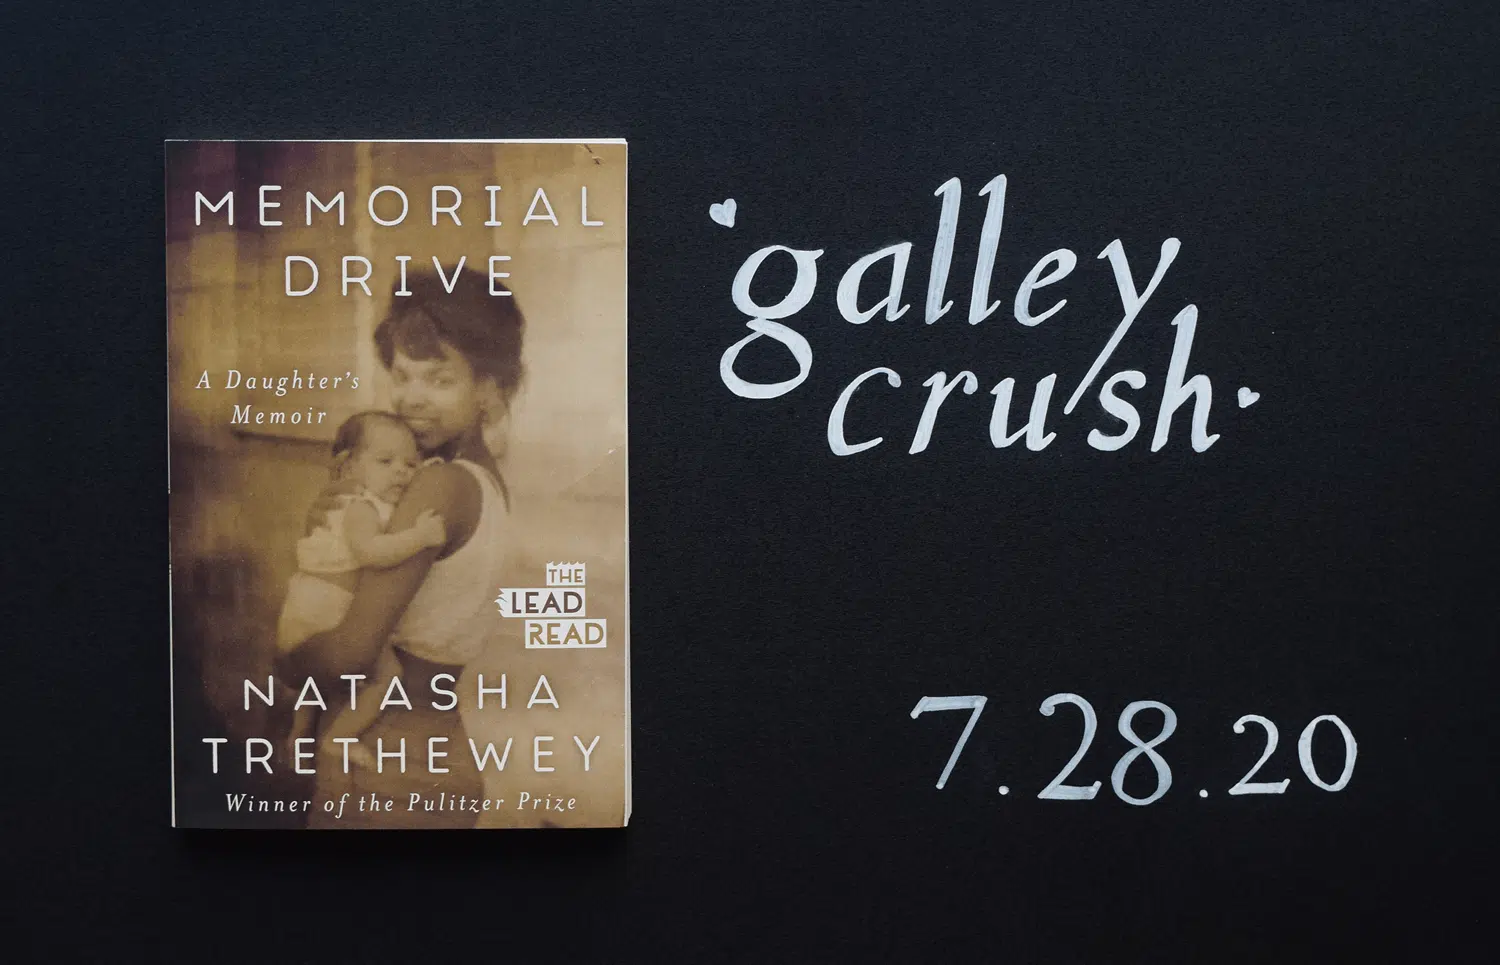 MEMORIAL
DRIVE
A Daughter's
Memoir
THE
LEAD
READ
NATASHA
TRETHEWEY
Winner of the Pulitzer Prize
galley
crush
7.28.20